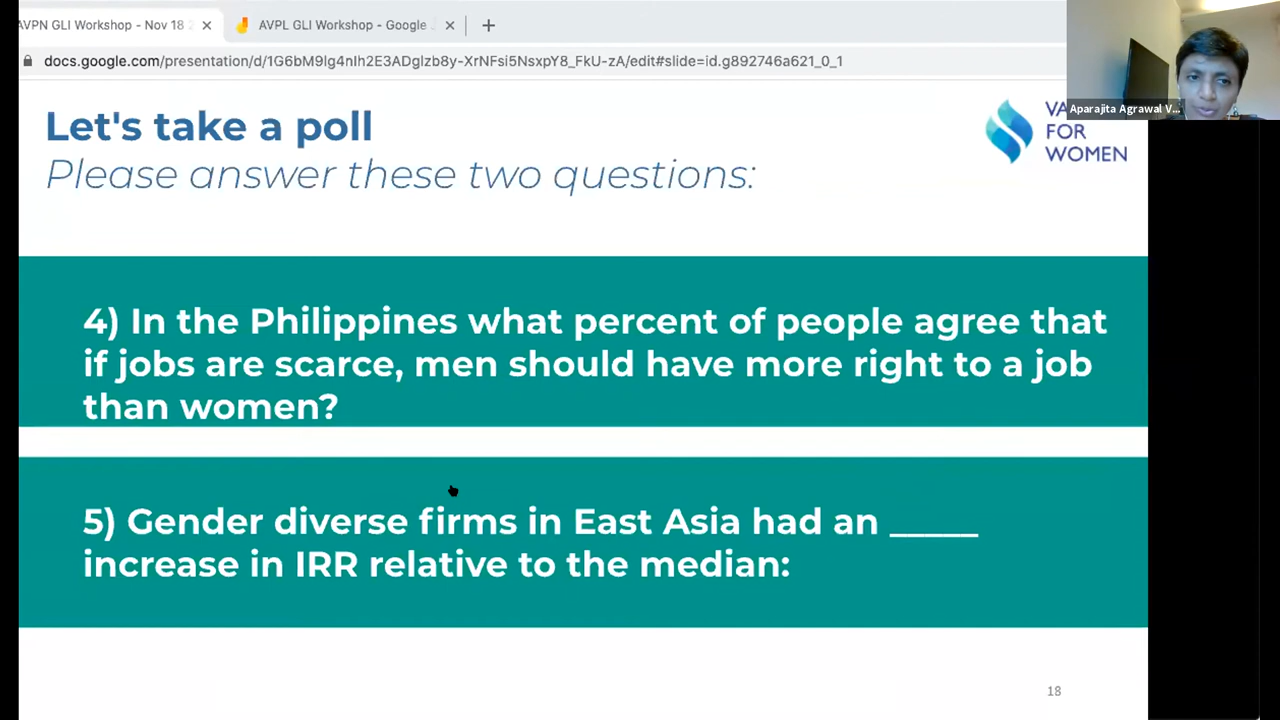 AVPN GLI Workshop - Nov 18 2
AVPL GLI Workshop - Google
docs.google.com/presentation/d/1G6bM9lg4nIh2E3ADglzb8y-XrNFsi5NsxpY8_FkU-zA/edit#slide=id.g892746a621_0_1
Aparajita Agrawal V...
Let's take a poll
Please answer these two questions:
VA
FOR
WOMEN
4) In the Philippines what percent of people agree that
if jobs are scarce, men should have more right to a job
than women?
5) Gender diverse firms in East Asia had an _____
increase in IRR relative to the median:
18